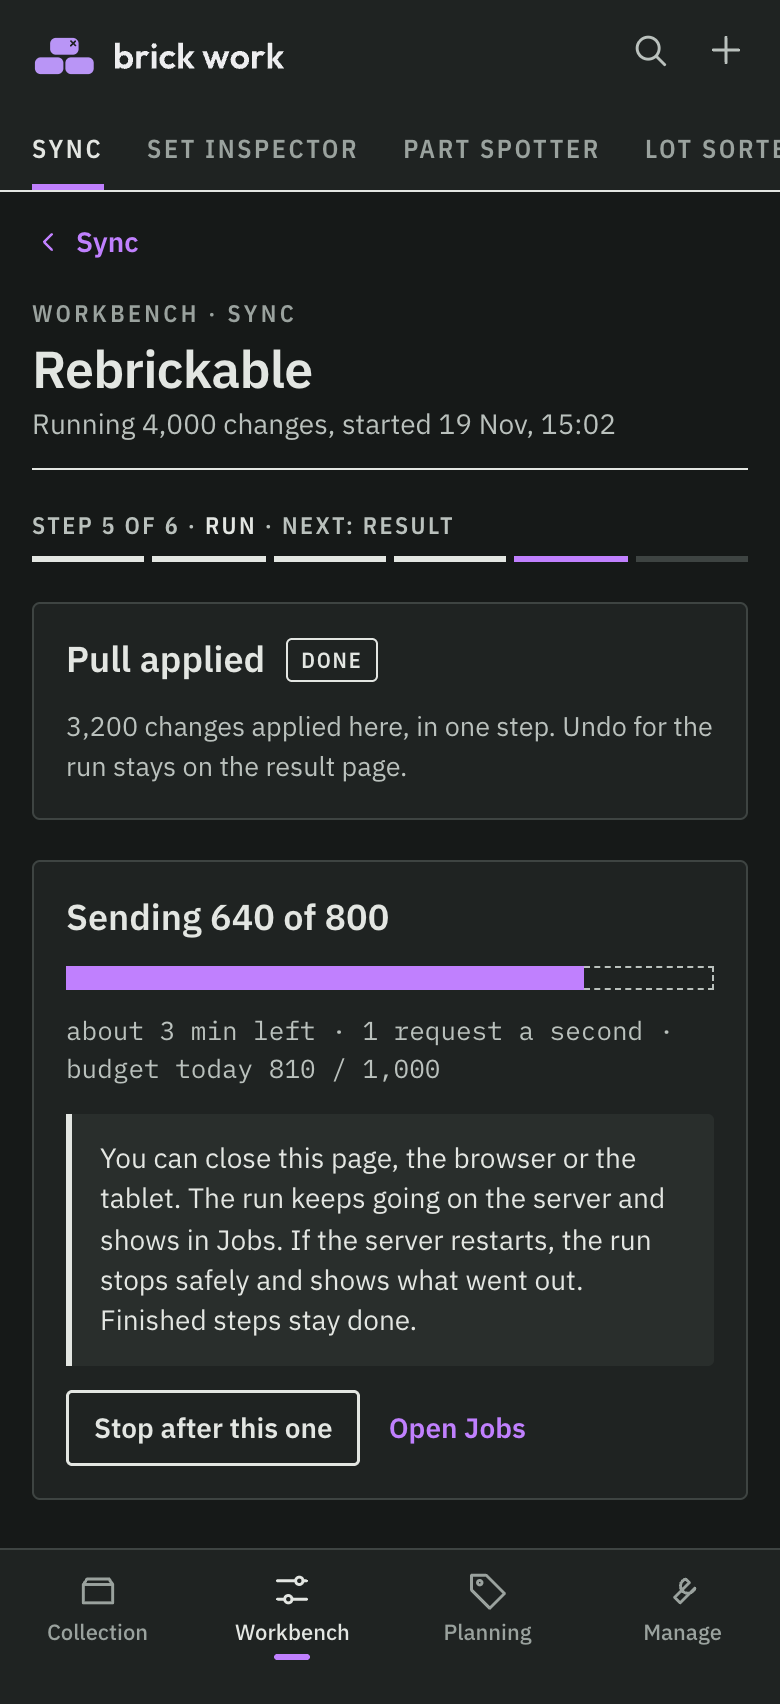 brick work
SYNC SET INSPECTOR PART SPOTTER LOT SORTE
Sync
WORKBENCH · SYNC
Rebrickable
Running 4,000 changes, started 19 Nov, 15:02
STEP 5 OF 6 · RUN · NEXT: RESULT
Pull applied DONE
3,200 changes applied here, in one step. Undo for the
run stays on the result page.
Sending 640 of 800
about 3 min left · 1 request a second ·
budget today 810 / 1,000
You can close this page, the browser or the
tablet. The run keeps going on the server and
shows in Jobs. If the server restarts, the run
stops safely and shows what went out.
Finished steps stay done.
Stop after this one Open Jobs
Collection Workbench Planning Manage